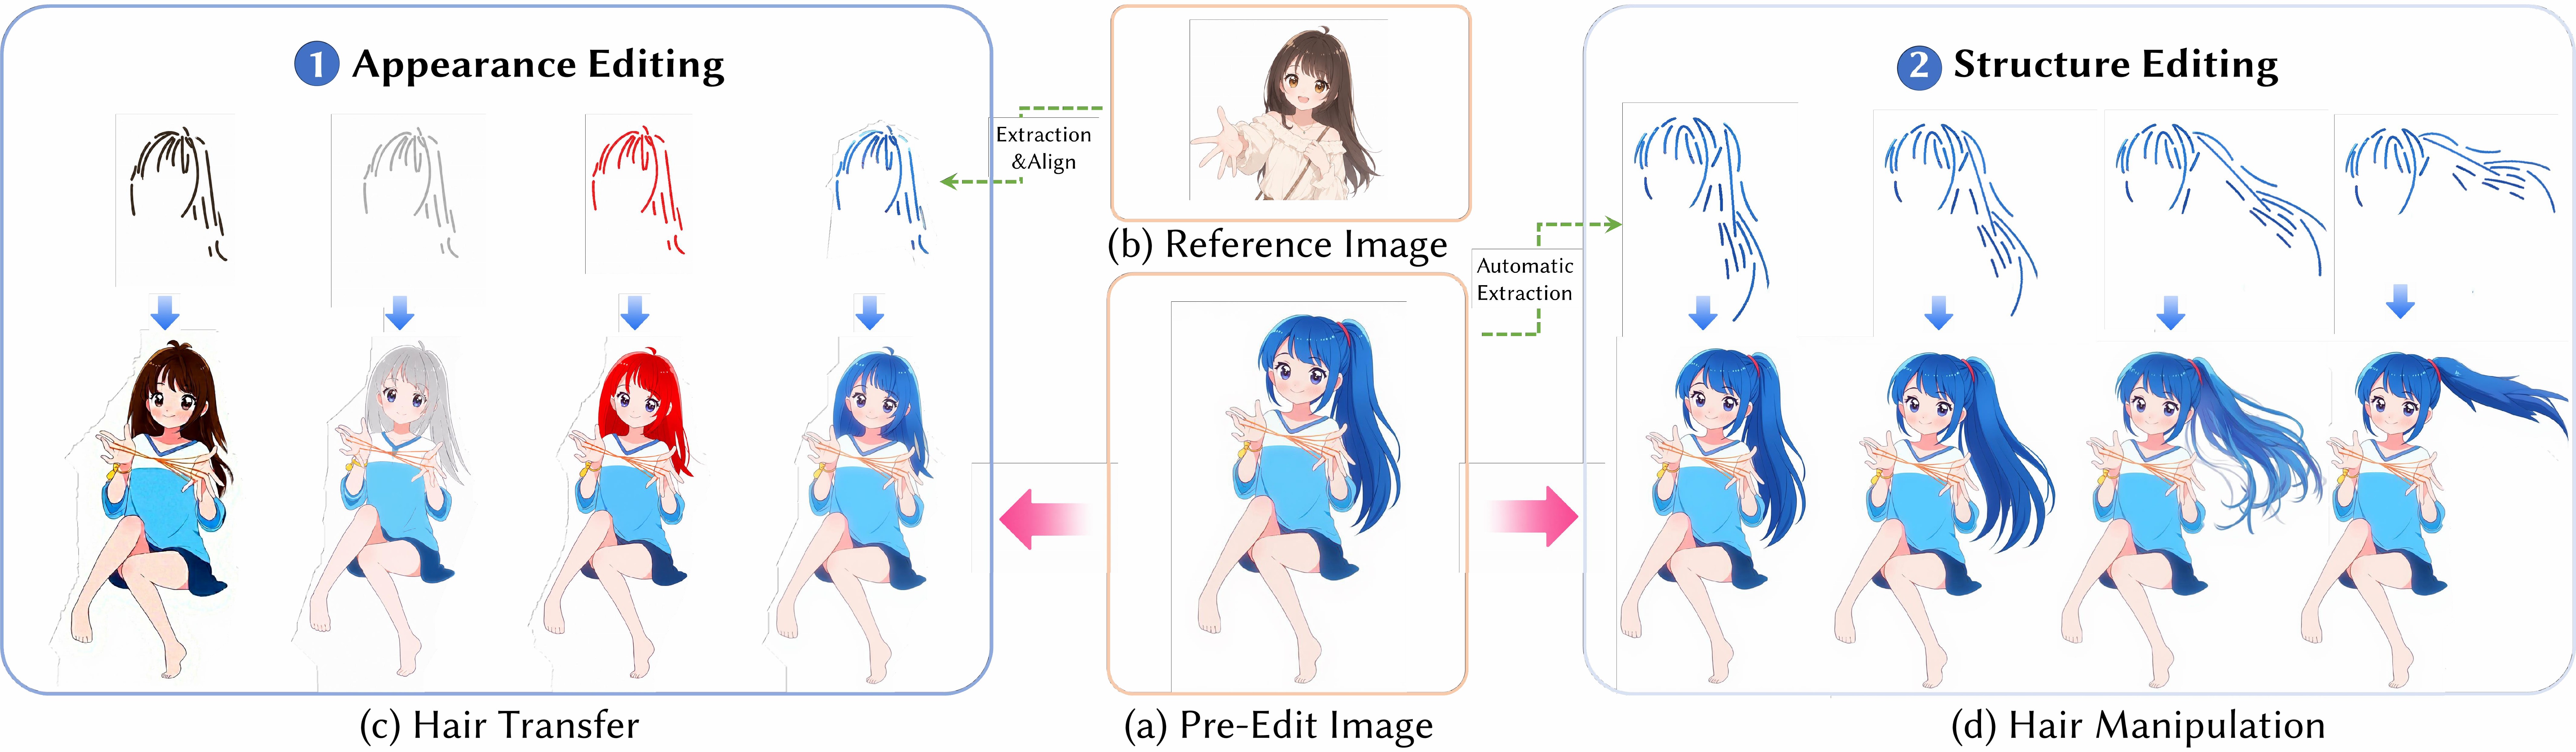 1 Appearance Editing
Extraction
&Align
(b) Reference Image
Automatic
Extraction
2 Structure Editing
(c) Hair Transfer
(a) Pre-Edit Image
(d) Hair Manipulation